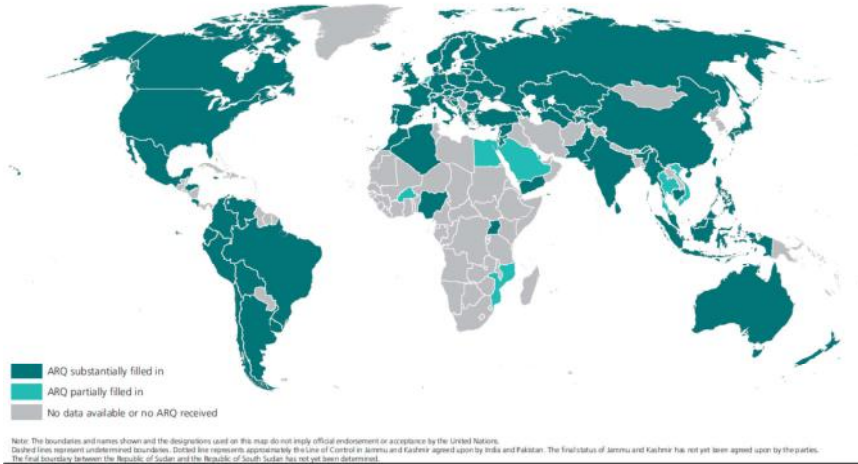 ARQ substantially filled in
ARQ partially filled in
No data available or no ARQ received
Note: The boundaries and names shown and the designations used on this map do not imply official endorsement or acceptance by the United Nations.
Dashed lines represent undetermined boundaries. Dotted line represents approximately the Line of Control in Jammu and Kashmir agreed upon by India and Pakistan. The final status of Jammu and Kashmir has not yet been agreed upon by the parties.
The final boundary between the Republic of Sudan and the Republic of South Sudan has not yet been determined.